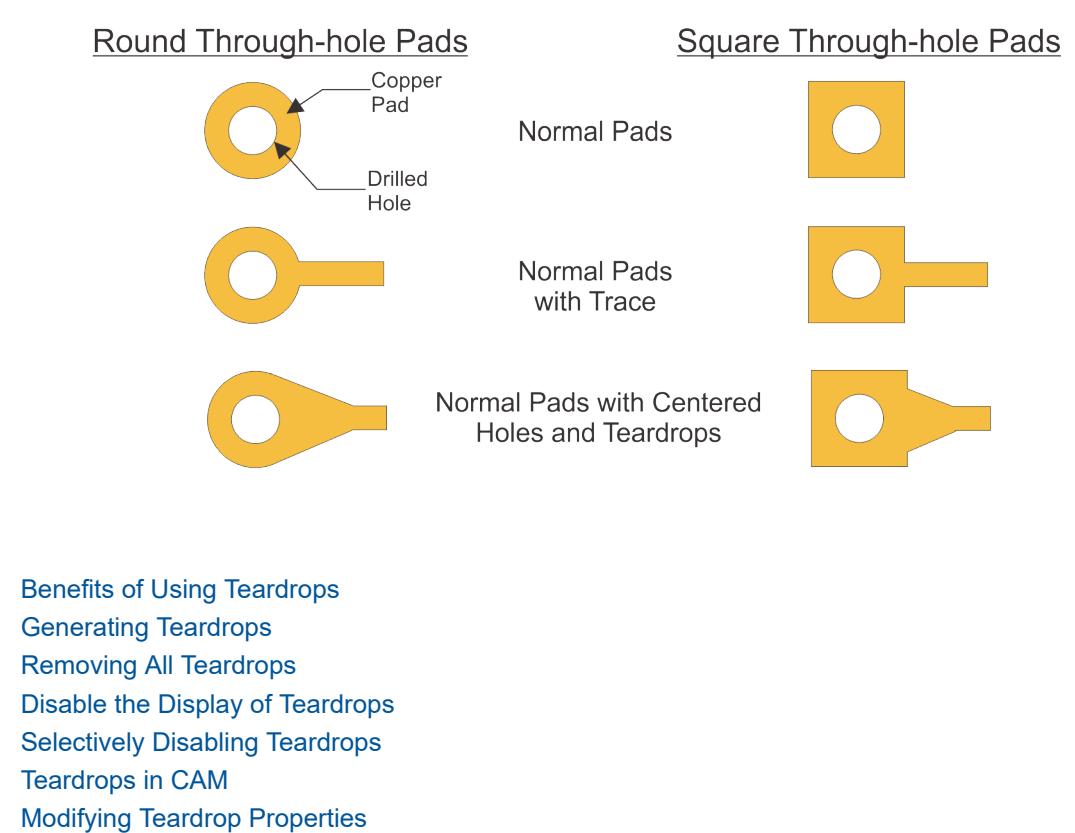 Round Through-hole Pads
Square Through-hole Pads
Copper
Pad
Normal Pads
Drilled
Hole
Normal Pads
with Trace
Normal Pads with Centered
Holes and Teardrops
Benefits of Using Teardrops
Generating Teardrops
Removing All Teardrops
Disable the Display of Teardrops
Selectively Disabling Teardrops
Teardrops in CAM
Modifying Teardrop Properties